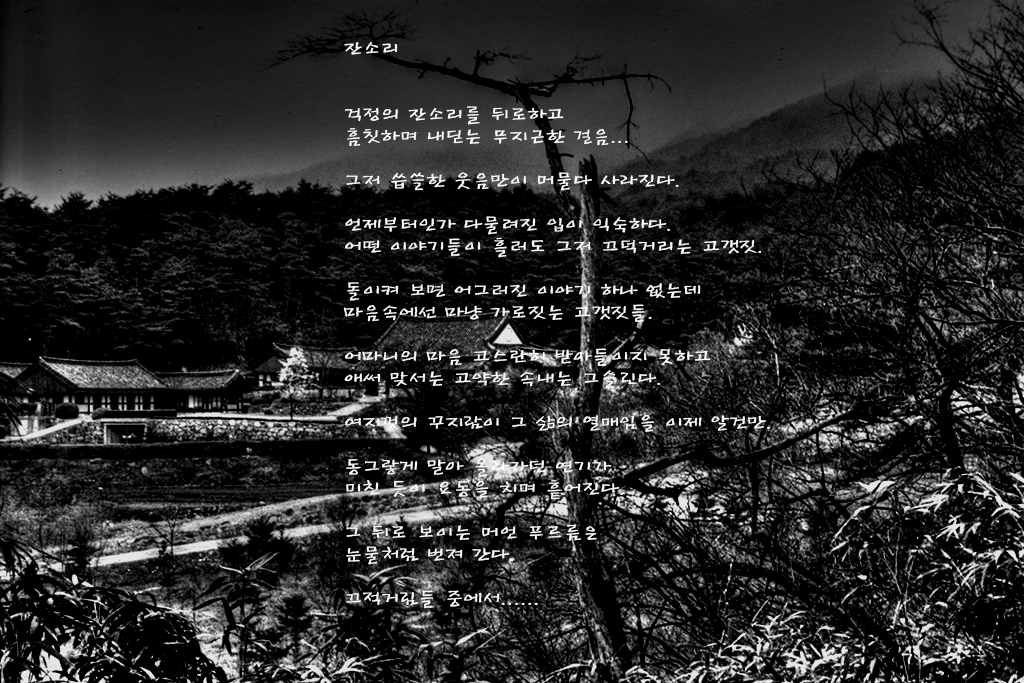 잔소리
걱정의 잔소리를 뒤로하고
흠칫하며 내딛는 무지근한 걸음...
그저 씁쓸한 웃음만이 머물다 사라진다.
언제부터인가 다물려진 입이 익숙하다.
어떤 이야기들이 흘러도 그저 끄덕거리는 고갯짓.
돌이켜 보면 어그러진 이야기 하나 없는데
마음속에선 마냥 가로짓는 고갯짓들.
어머니의 마음 고스란히 받아들이지 못하고
애써 맞서는 고약한 속내는 그슬린다.
여지껏의 꾸지람이 그 삶의 열매임을 이제 알건만.
동그랗게 말아 올라가던 연기가
미친 듯이 요동을 치며 흩어진다.
그 뒤로 보이는 머언 푸르름은
눈물처럼 번져 간다.
끄적거림들 중에서......